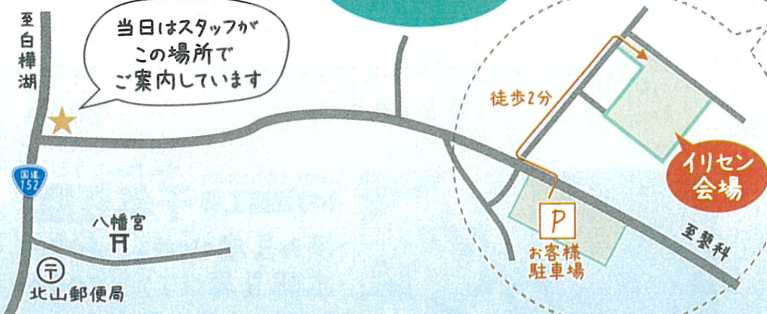 至白樺湖
当日はスタッフが
この場所で
ご案内しています
国道
152
八幡宮
北山郵便局
徒歩2分
イリセン
会場
P
お客様
駐車場
至蓼科